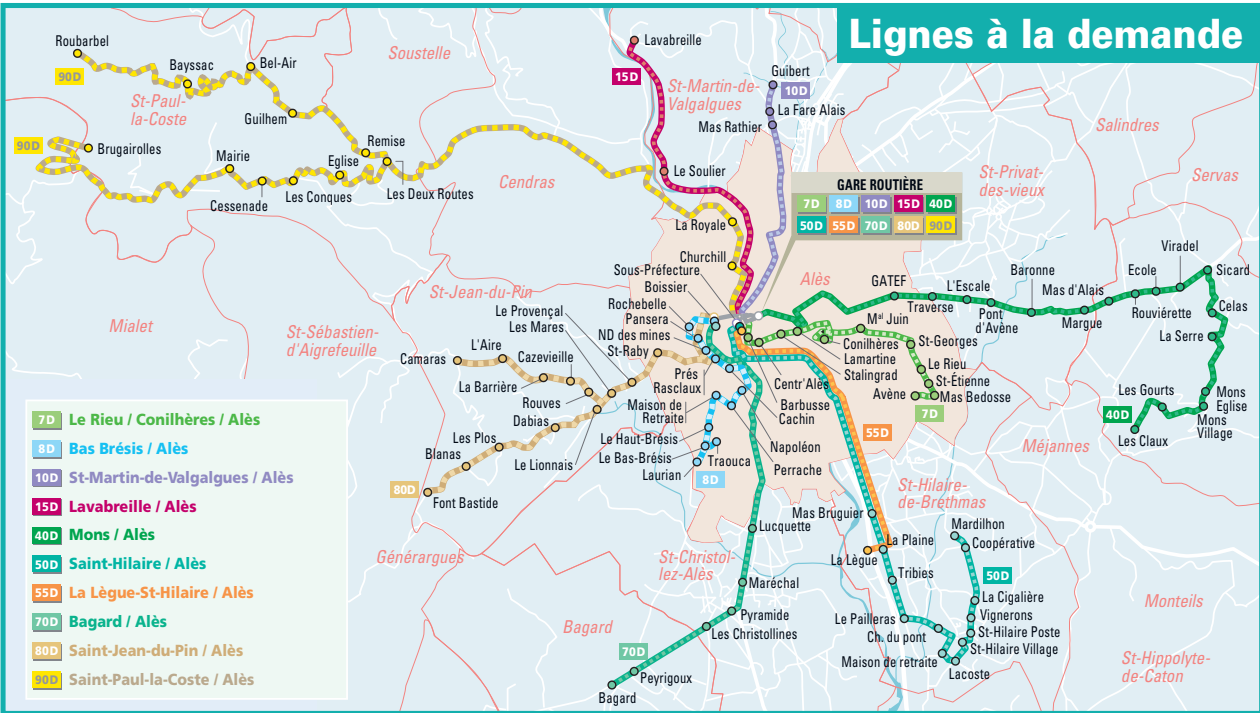 Lignes à la demande
Roubarbel
90D
Bayssac
Bel-Air
St-Paul-
la-Coste
Guilhem
Soustelle
90D
Brugairolles
Mairie
Cessenade
Les Conques
Eglise
Remise
Les Deux Routes
Cendras
Lavabreille
15D
St-Martin-de-
Valgalgues
Guibert
10D
La Fare Alais
Mas Rathier
Le Soulier
La Royale
Churchill
Salindres
St-Privat-
des-vieux
Servas
GARE ROUTIÈRE
7D 8D 10D 15D 40D
50D 55D 70D 80D 90D
Mialet
St-Jean-du-Pin
St-Sébastien-
d'Aigrefeuille
Sous-Préfecture
Boissier
Rochebelle
Pansera
ND des mines
St-Raby
Le Provençal
Les Mares
Camaras
L'Aire
Cazevieille
La Barrière
Rouves
Dabias
Les Plos
Blanas
Le Lionnais
80D
Font Bastide
Alès
GATEF
Traverse
L'Escale
Pont
d'Avène
Baronne
Mas d'Alais
Margue
Ecole
Rouviérette
Viradel
Sicard
Celas
La Serre
Mons
Eglise
Mons
Village
Les Gourts
40D
Les Claux
Mal Juin
Conilhères
Lamartine
Stalingrad
St-Georges
Le Rieu
St-Étienne
Mas Bedosse
Avène
7D
Prés
Rasclaux
Maison de
Retraite
Le Haut-Brésis
Le Bas-Brésis
Laurian
Traouca
8D
Centr'Alès
Barbusse
Cachin
Napoléon
Perrache
55D
Méjannes
St-Hilaire-
de-Brethmas
Mas Bruguier
La Plaine
La Lègue
Tribies
Mardilhon
Coopérative
50D
La Cigalière
Vignerons
St-Hilaire Poste
St-Hilaire Village
Le Pailleras
Ch. du pont
Maison de retraite
Lacoste
Monteils
St-Hippolyte-
de-Caton
Générargues
St-Christol-
lez-Alès
Lucquette
Maréchal
Pyramide
Les Christollines
Bagard
70D
Peyrigoux
Bagard
7D Le Rieu / Conilhères / Alès
8D Bas Brésis / Alès
10D St-Martin-de-Valgalgues / Alès
15D Lavabreille / Alès
40D Mons / Alès
50D Saint-Hilaire / Alès
55D La Lègue-St-Hilaire / Alès
70D Bagard / Alès
80D Saint-Jean-du-Pin / Alès
90D Saint-Paul-la-Coste / Alès